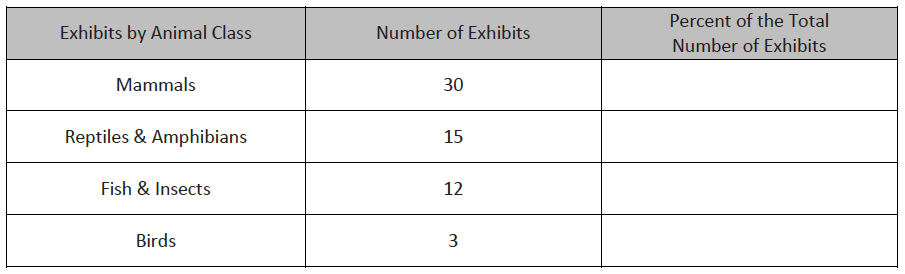 Exhibits by Animal Class
Number of Exhibits
Percent of the Total
Number of Exhibits
Mammals
30
Reptiles & Amphibians
15
Fish & Insects
12
Birds
3